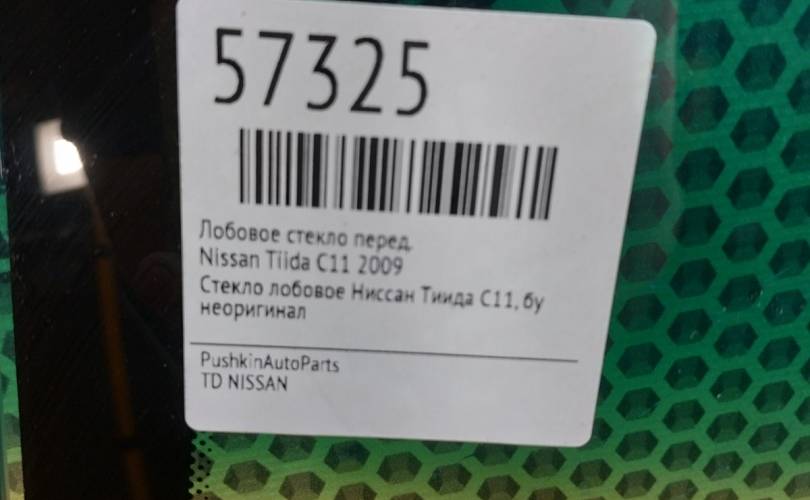 57325
Лобовое стекло перед.
Nissan Tiida C11 2009
Стекло лобовое Ниссан Тиида С11, бу
неоригинал
PushkinAutoParts
TD NISSAN